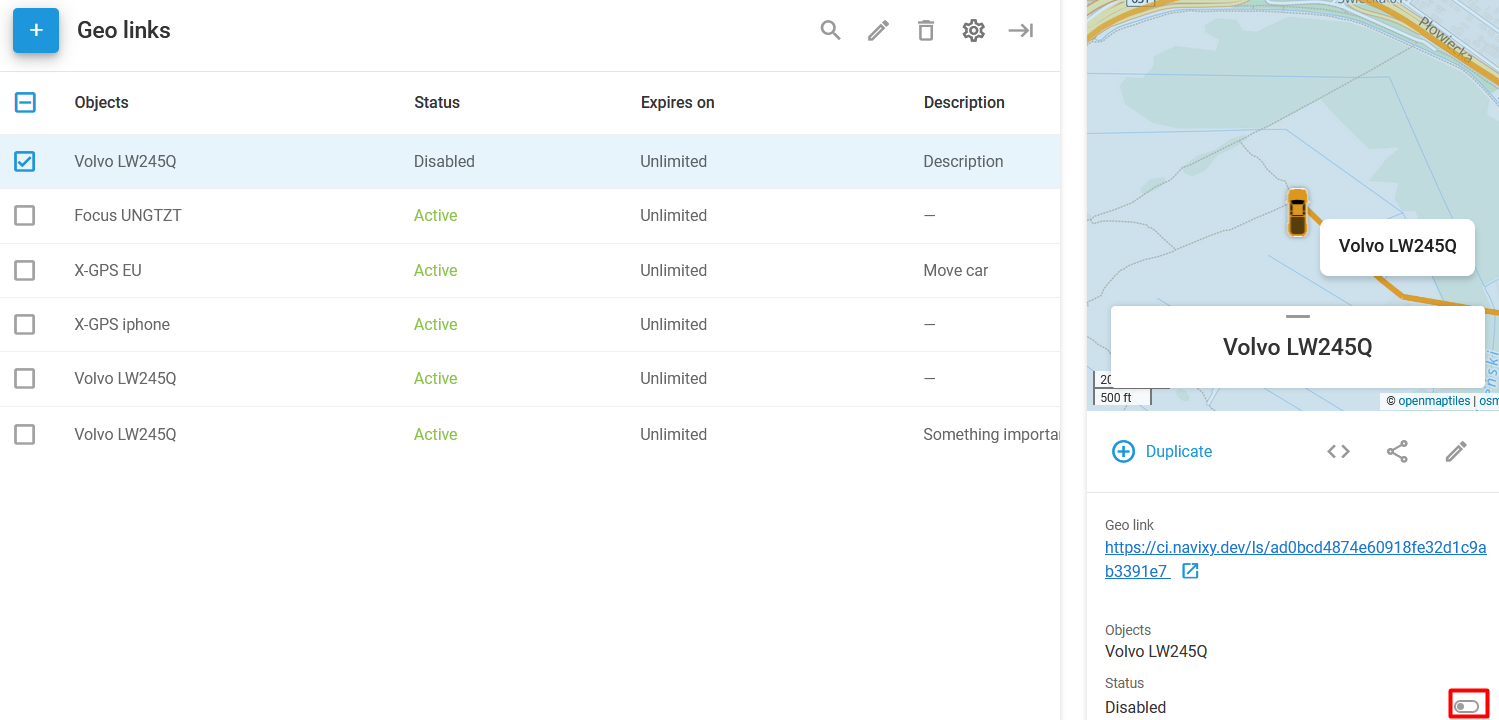 + Geo links
Objects Status Expires on Description
Volvo LW245Q Disabled Unlimited Description
Focus UNGTZT Active Unlimited —
X-GPS EU Active Unlimited Move car
X-GPS iphone Active Unlimited —
Volvo LW245Q Active Unlimited —
Volvo LW245Q Active Unlimited Something importa
Płowiecka
Volvo LW245Q
Volvo LW245Q
20
500 ft
© openmaptiles | osm
Duplicate
Geo link
https://ci.navixy.dev/ls/ad0bcd4874e60918fe32d1c9a
b3391e7
Objects
Volvo LW245Q
Status
Disabled